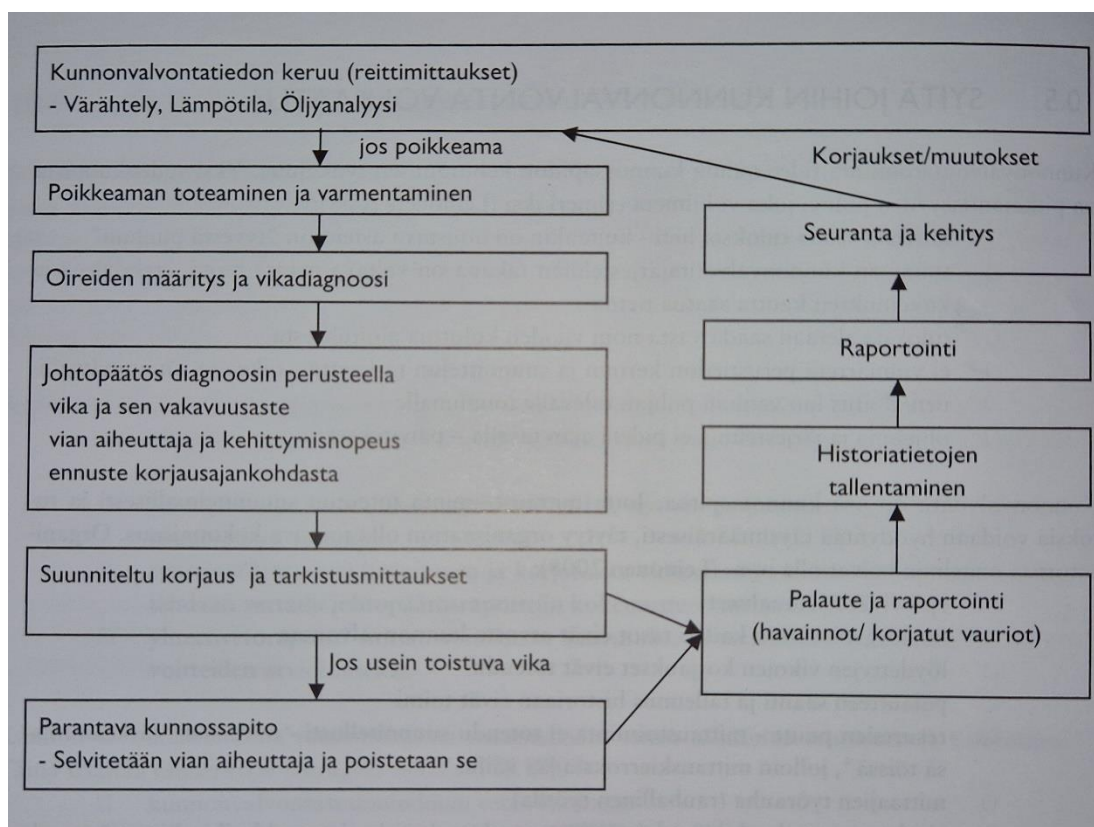 Kunnonvalvontatiedon keruu (reittimittaukset)
- Värähtely, Lämpötila, Öljyanalyysi
jos poikkeama
Poikkeaman toteaminen ja varmentaminen
Oireiden määritys ja vikadiagnoosi
Johtopäätös diagnoosin perusteella
vika ja sen vakavuusaste
vian aiheuttaja ja kehittymisnopeus
ennuste korjausajankohdasta
Suunniteltu korjaus ja tarkistusmittaukset
Jos usein toistuva vika
Parantava kunnossapito
- Selvitetään vian aiheuttaja ja poistetaan se
Palaute ja raportointi
(havainnot/ korjatut vauriot)
Historiatietojen
tallentaminen
Raportointi
Seuranta ja kehitys
Korjaukset/muutokset